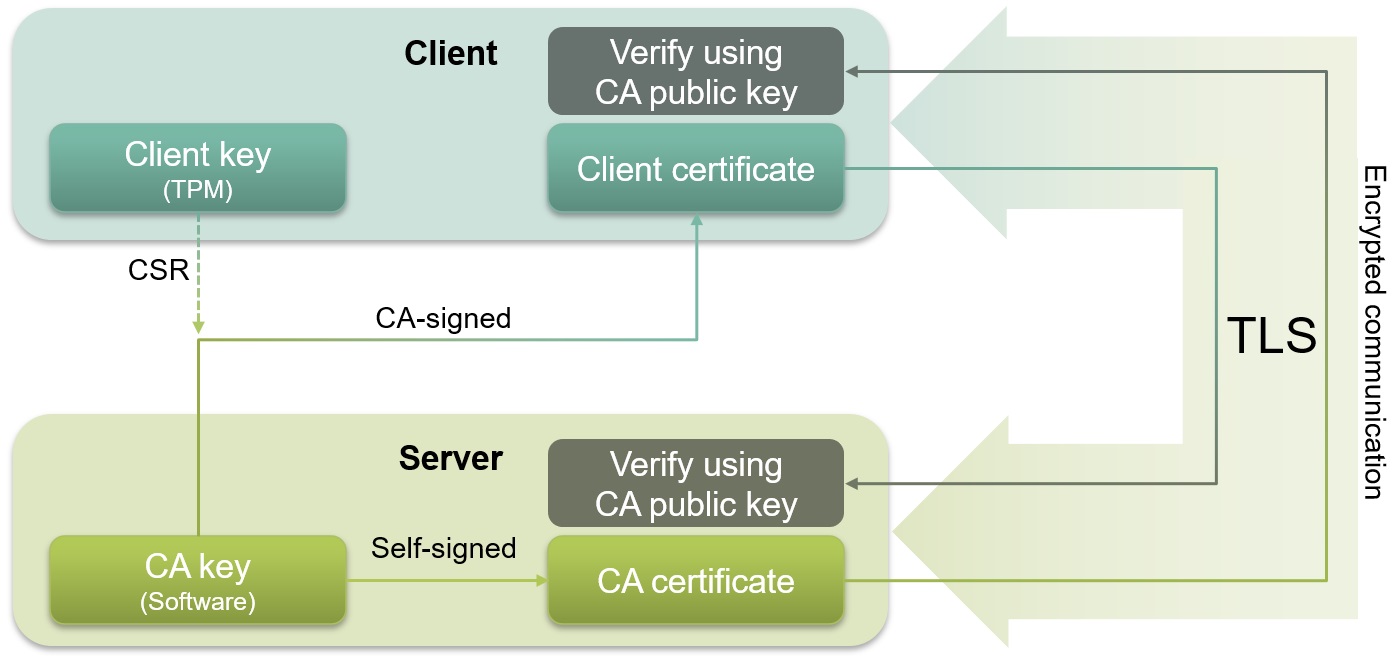 Client
Verify using
CA public key
Client key
(TPM)
Client certificate
CSR
CA-signed
TLS
Encrypted communication
Server
Verify using
CA public key
CA key
(Software)
Self-signed
CA certificate